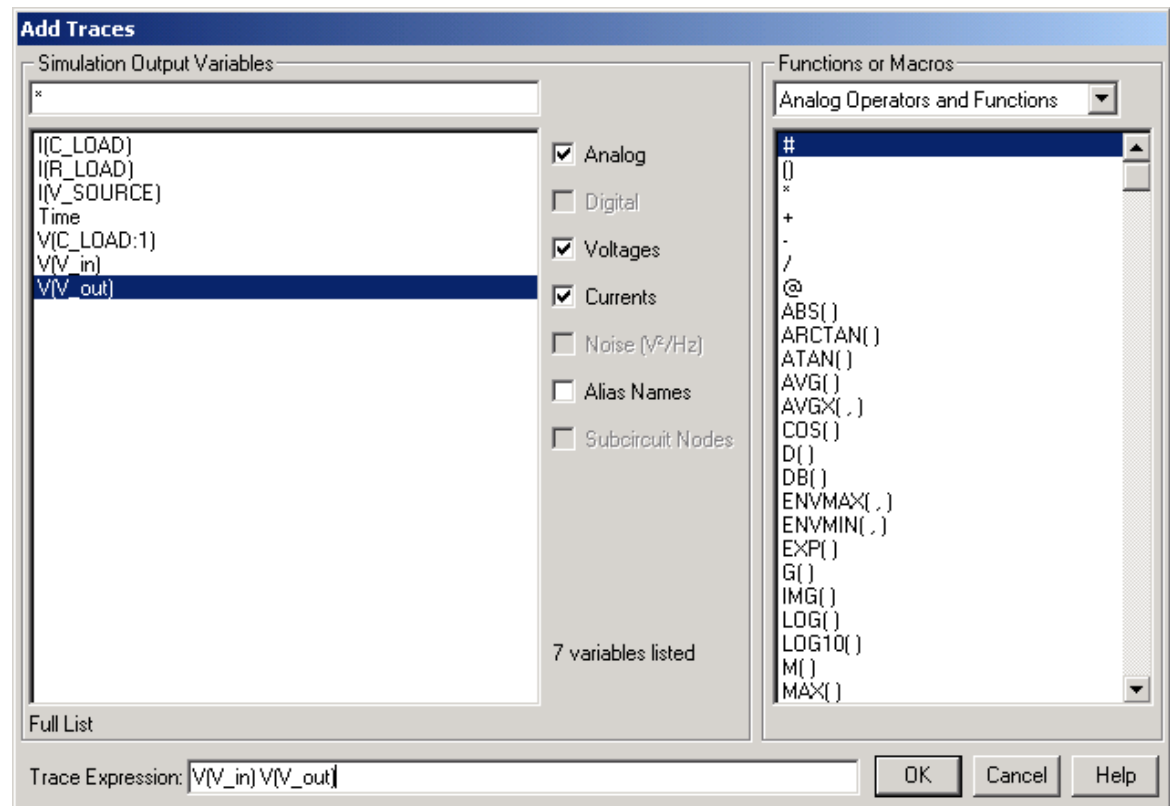 Add Traces
Simulation Output Variables
*
I(C_LOAD)
I(R_LOAD)
I(V_SOURCE)
Time
V(C_LOAD:1)
V(V_in)
V(V_out)
Analog
Digital
Voltages
Currents
Noise (V²/Hz)
Alias Names
Subcircuit Nodes
7 variables listed
Full List
Functions or Macros
Analog Operators and Functions
#
()
*
+
-
/
@
ABS( )
ARCTAN( )
ATAN( )
AVG( )
AVGX( , )
COS( )
D( )
DB( )
ENVMAX( , )
ENVMIN( , )
EXP( )
G( )
IMG( )
LOG( )
LOG10( )
M( )
MAX( )
Trace Expression: V(V_in) V(V_out)
OK Cancel Help